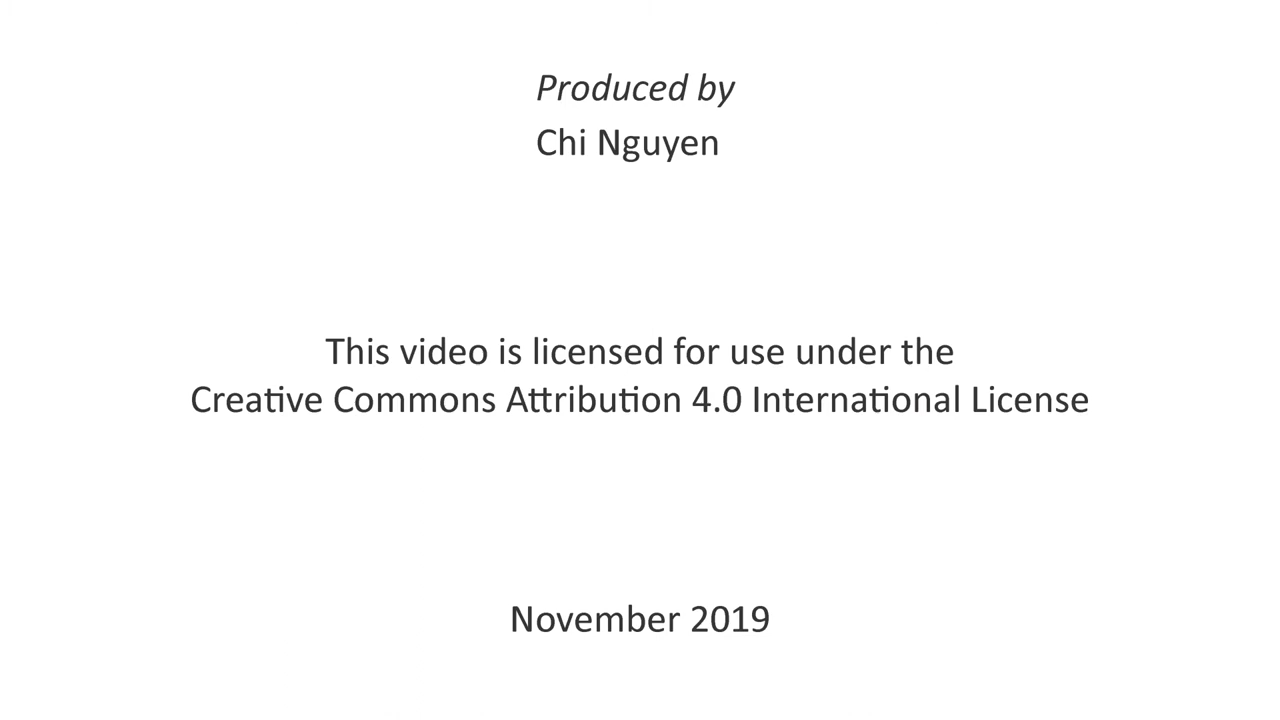 Produced by
Chi Nguyen
This video is licensed for use under the
Creative Commons Attribution 4.0 International License
November 2019